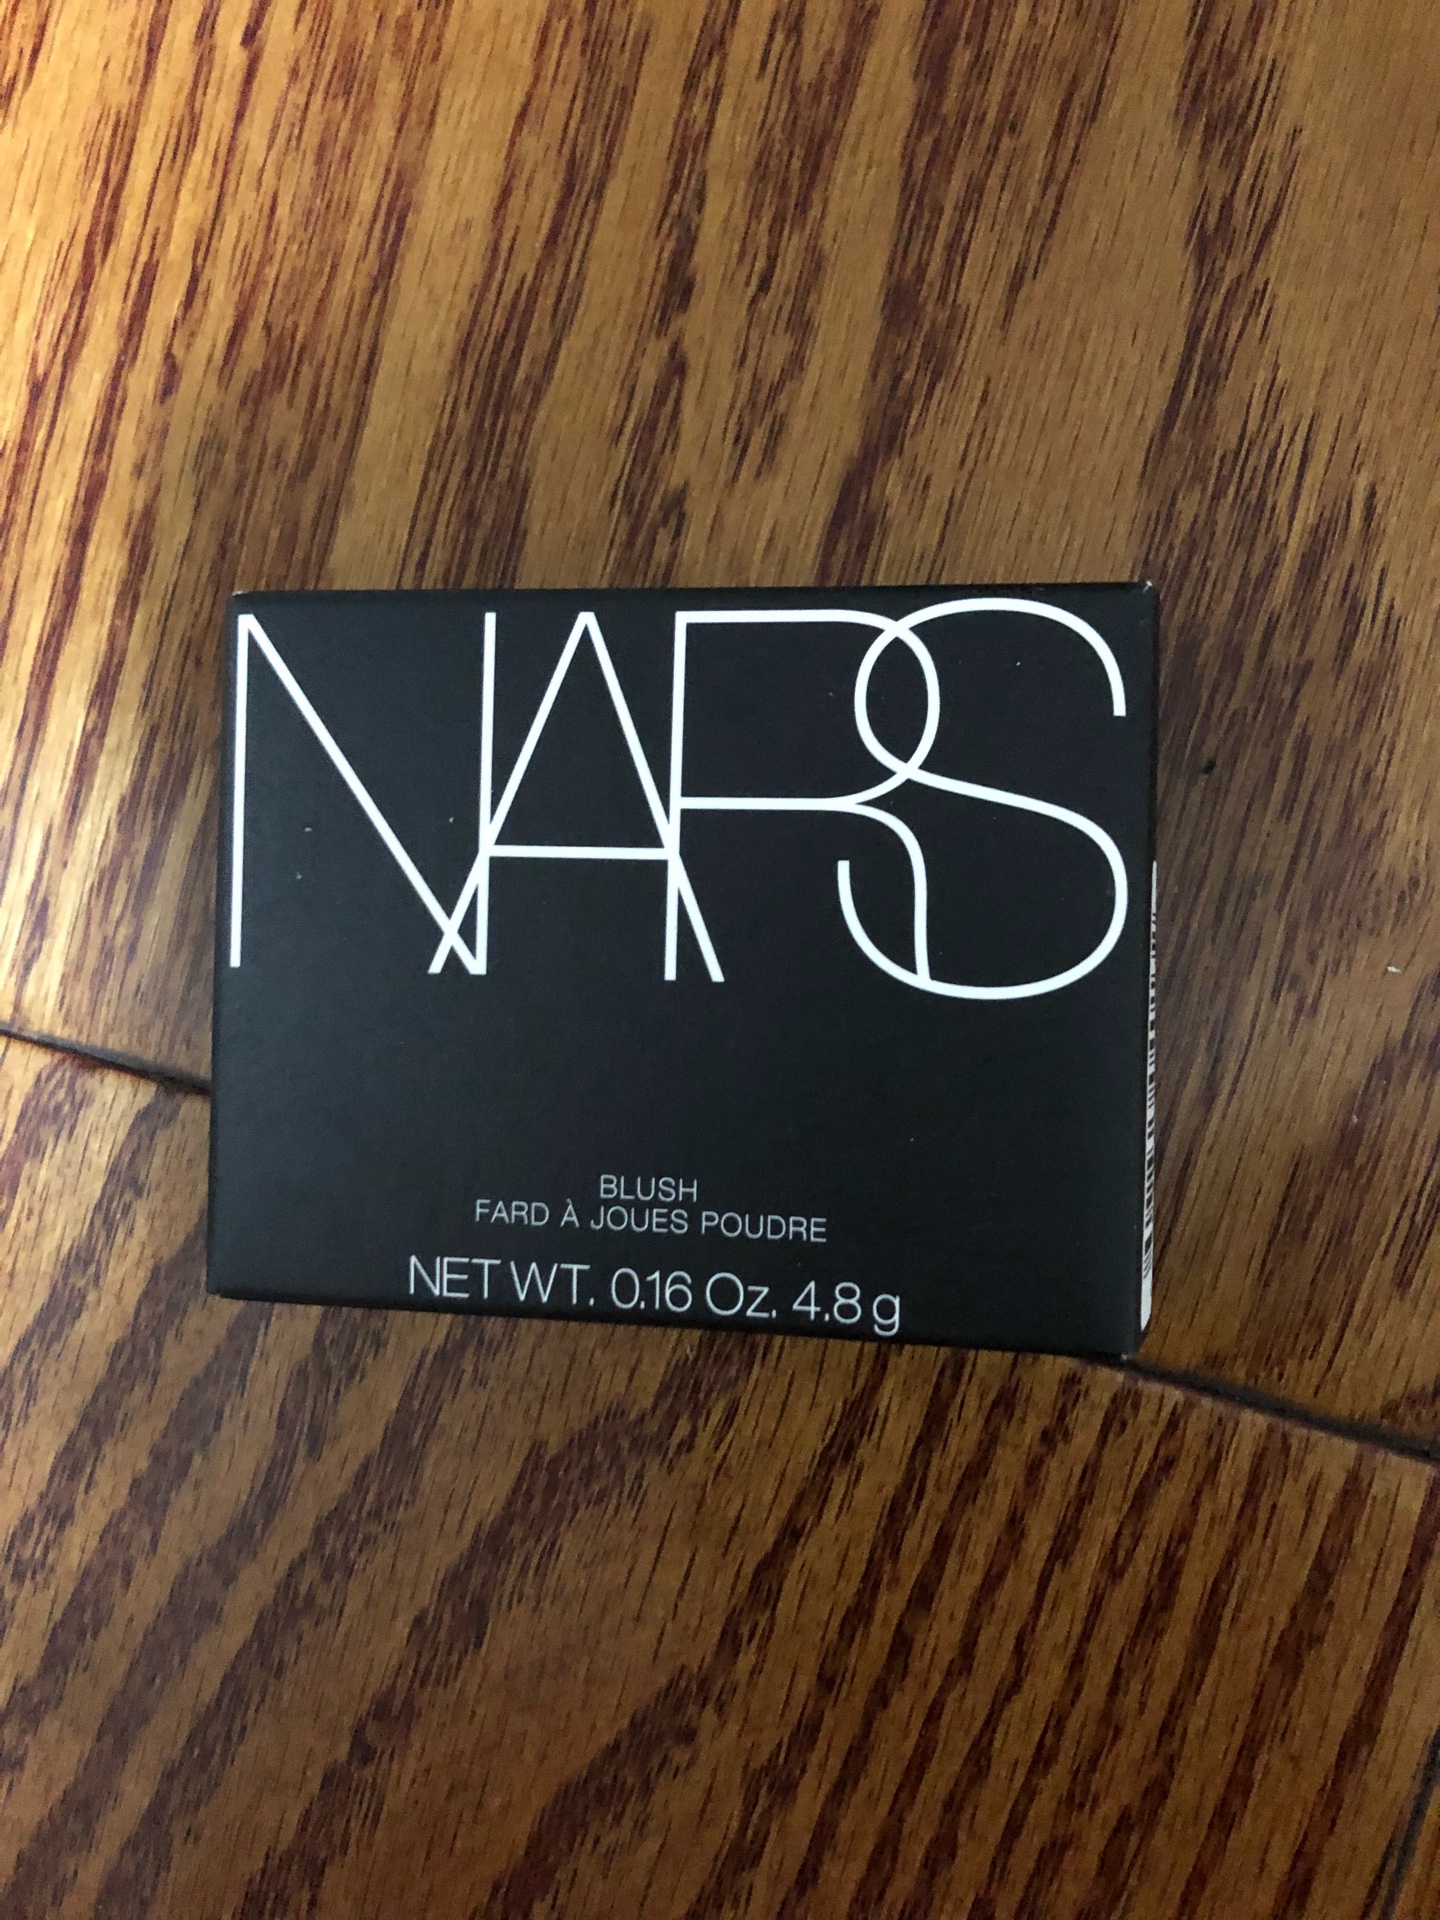 NARS
BLUSH
FARD À JOUES POUDRE
NET WT. 0.16 Oz. 4.8 g